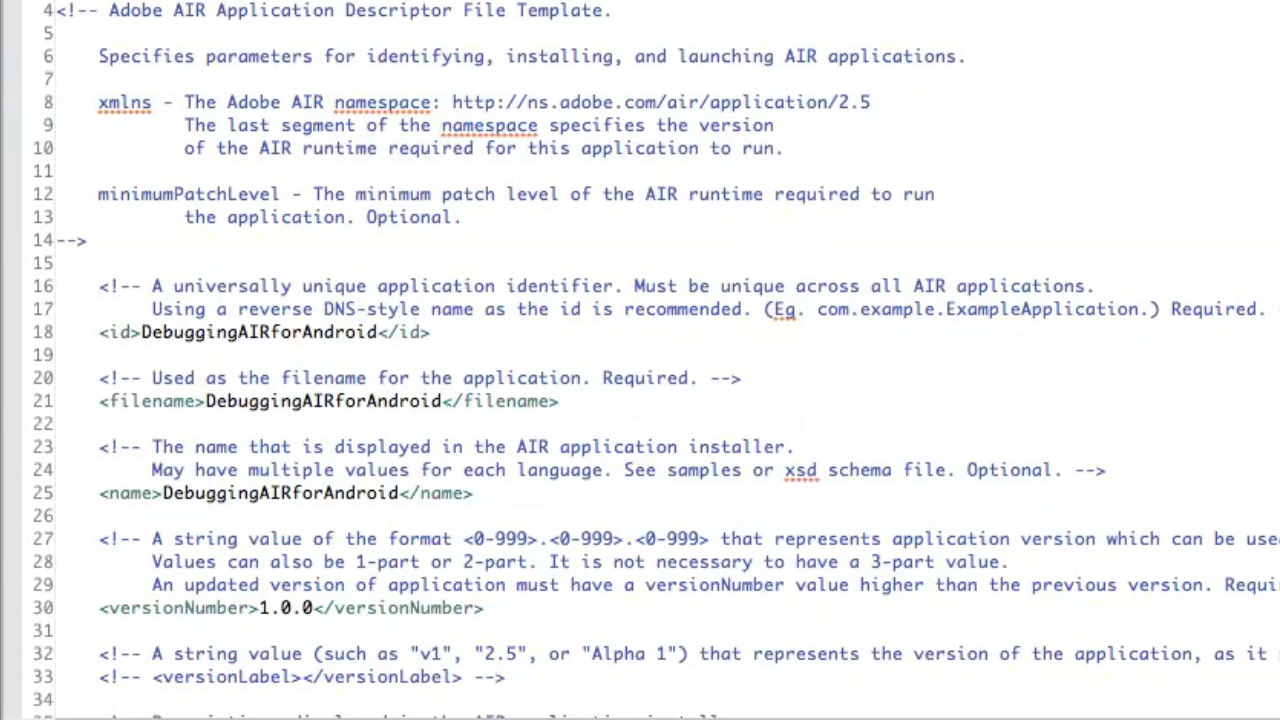 4<!-- Adobe AIR Application Descriptor File Template.
5
6 Specifies parameters for identifying, installing, and launching AIR applications.
7
8 xmlns - The Adobe AIR namespace: http://ns.adobe.com/air/application/2.5
9 The last segment of the namespace specifies the version
10 of the AIR runtime required for this application to run.
11
12 minimumPatchLevel - The minimum patch level of the AIR runtime required to run
13 the application. Optional.
14-->
15
16 <!-- A universally unique application identifier. Must be unique across all AIR applications.
17 Using a reverse DNS-style name as the id is recommended. (Eg. com.example.ExampleApplication.) Required.
18 <id>DebuggingAIRforAndroid</id>
19
20 <!-- Used as the filename for the application. Required. -->
21 <filename>DebuggingAIRforAndroid</filename>
22
23 <!-- The name that is displayed in the AIR application installer.
24 May have multiple values for each language. See samples or xsd schema file. Optional. -->
25 <name>DebuggingAIRforAndroid</name>
26
27 <!-- A string value of the format <0-999>.<0-999>.<0-999> that represents application version which can be use
28 Values can also be 1-part or 2-part. It is not necessary to have a 3-part value.
29 An updated version of application must have a versionNumber value higher than the previous version. Requi
30 <versionNumber>1.0.0</versionNumber>
31
32 <!-- A string value (such as "v1", "2.5", or "Alpha 1") that represents the version of the application, as it
33 <!-- <versionLabel></versionLabel> -->
34